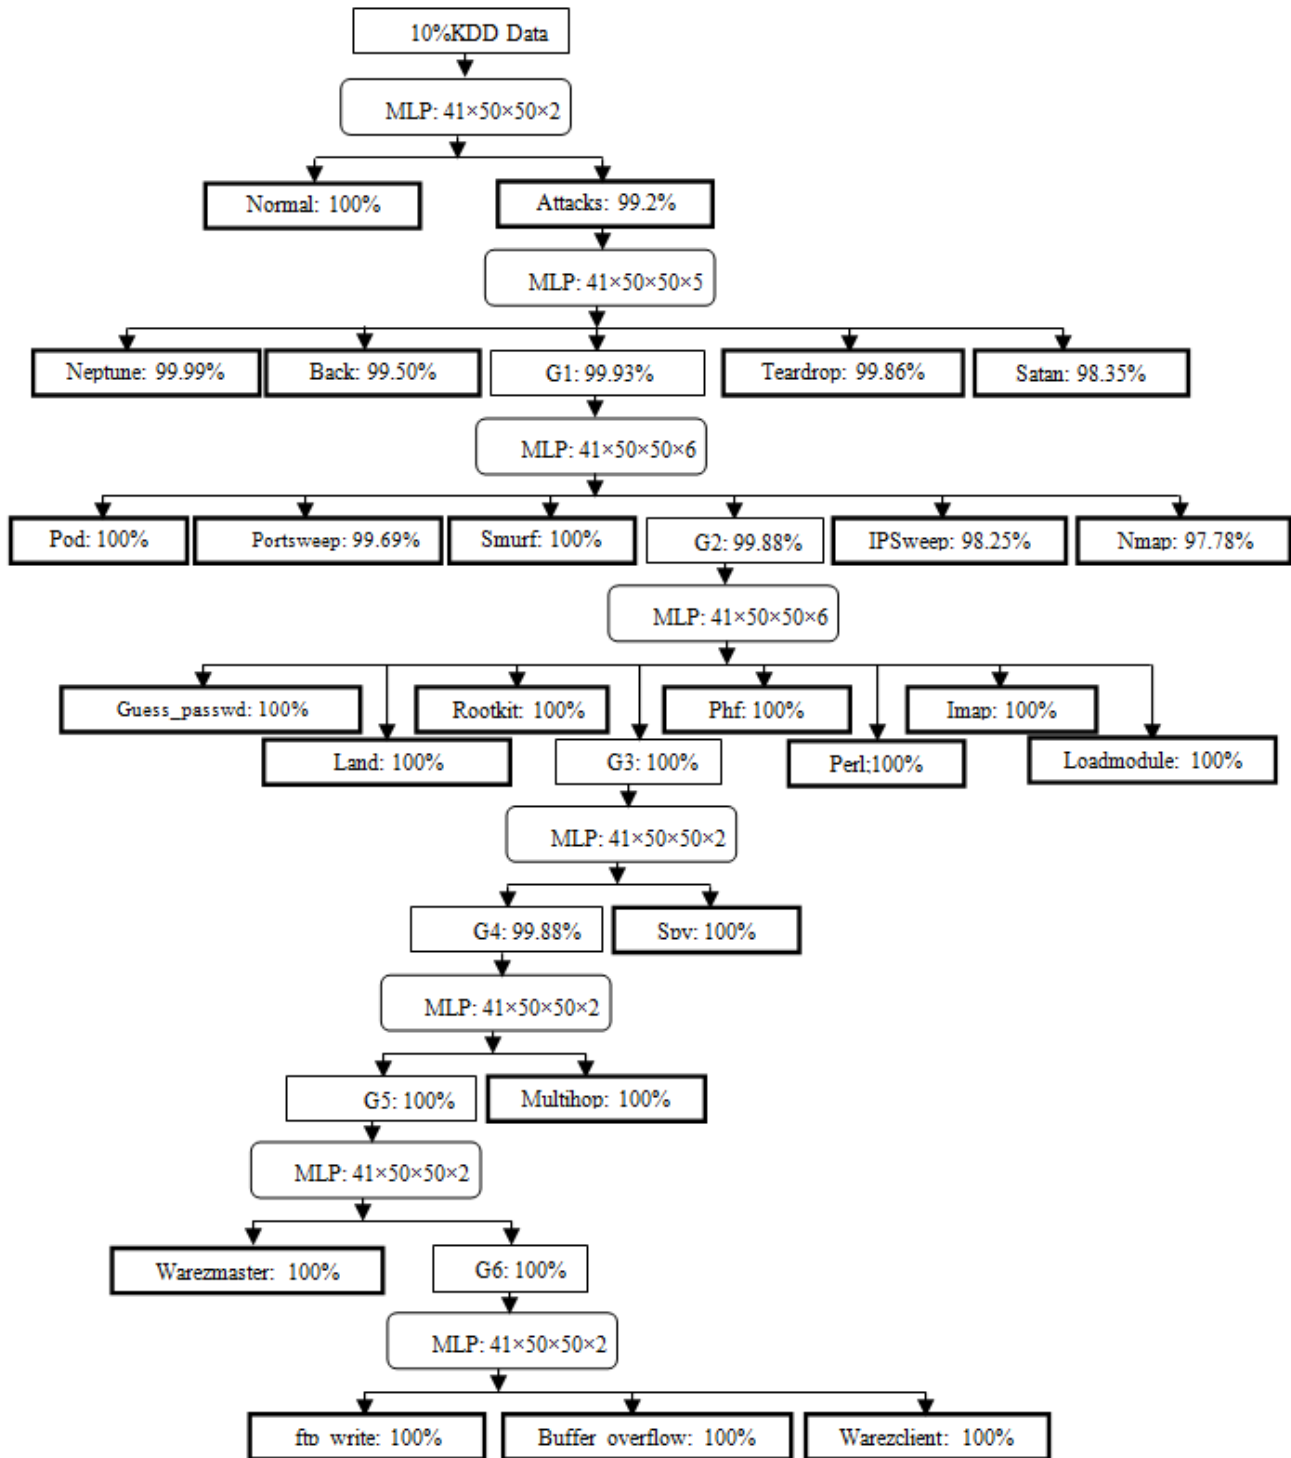 10%KDD Data
MLP: 41×50×50×2
Normal: 100%
Attacks: 99.2%
MLP: 41×50×50×5
Neptune: 99.99%
Back: 99.50%
G1: 99.93%
Teardrop: 99.86%
Satan: 98.35%
MLP: 41×50×50×6
Pod: 100%
Portsweep: 99.69%
Smurf: 100%
G2: 99.88%
IPSweep: 98.25%
Nmap: 97.78%
MLP: 41×50×50×6
Guess_passwd: 100%
Rootkit: 100%
Phf: 100%
Imap: 100%
Land: 100%
G3: 100%
Perl;100%
Loadmodule: 100%
MLP: 41×50×50×2
G4: 99.88%
Spy: 100%
MLP: 41×50×50×2
G5: 100%
Multihop: 100%
MLP: 41×50×50×2
Warezmaster: 100%
G6: 100%
MLP: 41×50×50×2
ftp_write: 100%
Buffer_overflow: 100%
Warezclient: 100%